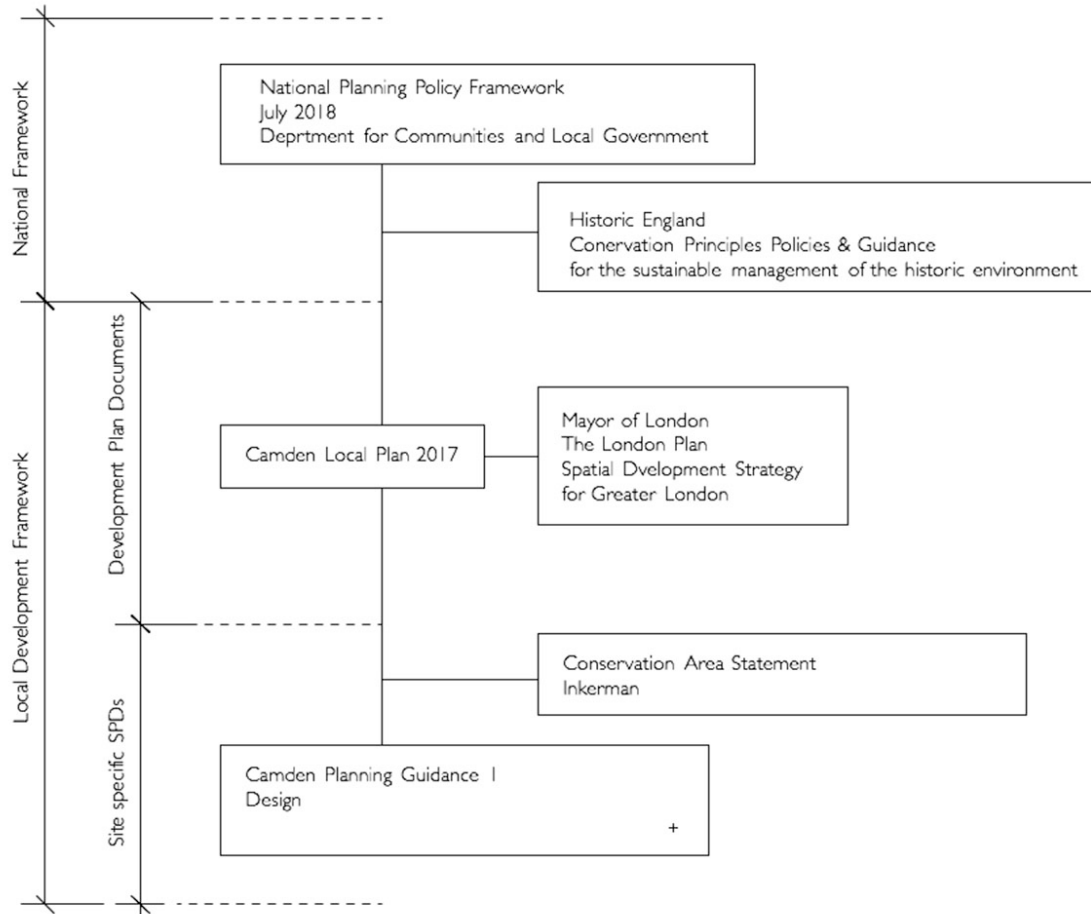 National Framework
National Planning Policy Framework
July 2018
Deprtment for Communities and Local Government
Historic England
Conervation Principles Policies & Guidance
for the sustainable management of the historic environment
Local Development Framework
Development Plan Documents
Camden Local Plan 2017
Mayor of London
The London Plan
Spatial Dvelopment Strategy
for Greater London
Site specific SPDs
Conservation Area Statement
Inkerman
Camden Planning Guidance 1
Design
+